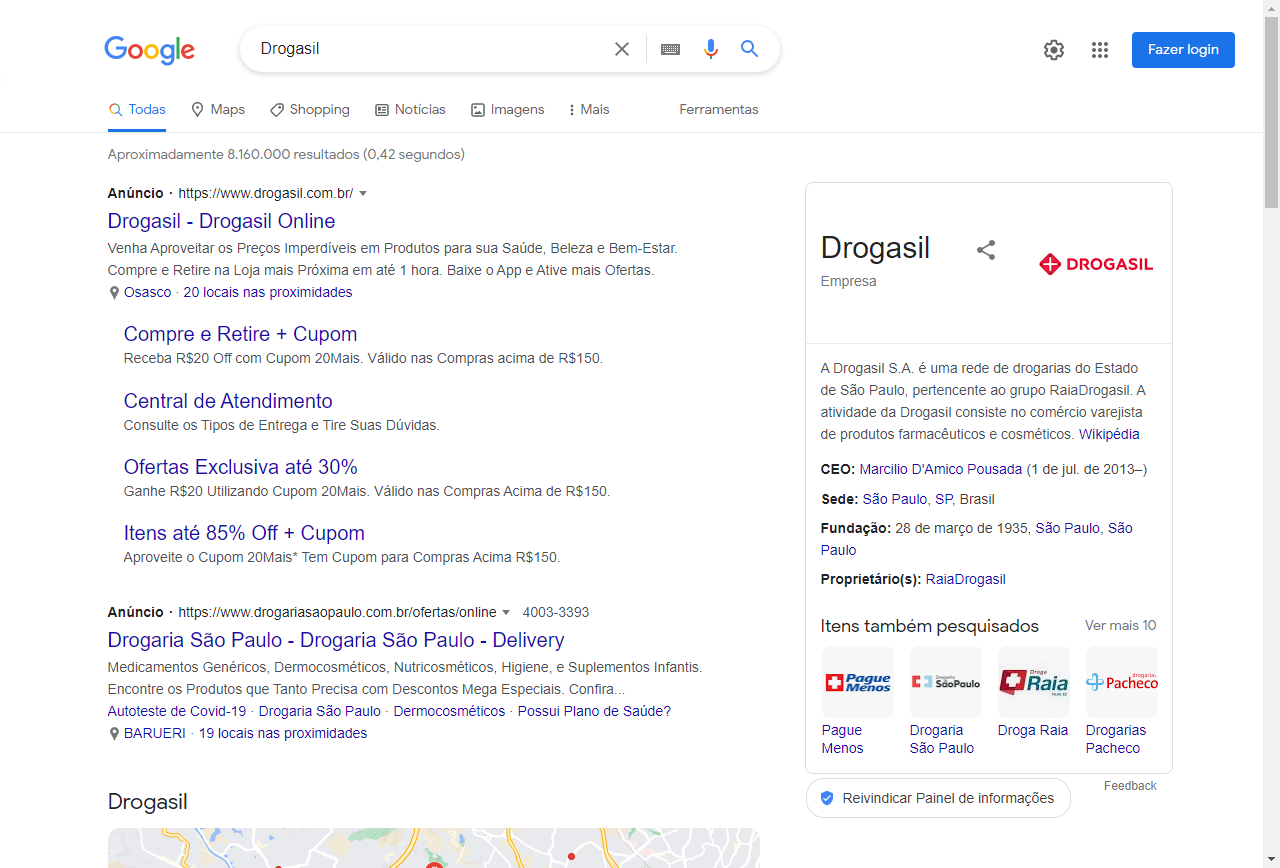 Google
Drogasil
Fazer login
Todas
Maps
Shopping
Notícias
Imagens
Mais
Ferramentas
Aproximadamente 8.160.000 resultados (0,42 segundos)
Anúncio · https://www.drogasil.com.br/
Drogasil - Drogasil Online
Venha Aproveitar os Preços Imperdíveis em Produtos para sua Saúde, Beleza e Bem-Estar.
Compre e Retire na Loja mais Próxima em até 1 hora. Baixe o App e Ative mais Ofertas.
Osasco · 20 locais nas proximidades
Compre e Retire + Cupom
Receba R$20 Off com Cupom 20Mais. Válido nas Compras acima de R$150.
Central de Atendimento
Consulte os Tipos de Entrega e Tire Suas Dúvidas.
Ofertas Exclusiva até 30%
Ganhe R$20 Utilizando Cupom 20Mais. Válido nas Compras Acima de R$150.
Itens até 85% Off + Cupom
Aproveite o Cupom 20Mais* Tem Cupom para Compras Acima R$150.
Anúncio · https://www.drogariasaopaulo.com.br/ofertas/online 4003-3393
Drogaria São Paulo - Drogaria São Paulo - Delivery
Medicamentos Genéricos, Dermocosméticos, Nutricosméticos, Higiene, e Suplementos Infantis.
Encontre os Produtos que Tanto Precisa com Descontos Mega Especiais. Confira...
Autoteste de Covid-19 · Drogaria São Paulo · Dermocosméticos · Possui Plano de Saúde?
BARUERI · 19 locais nas proximidades
Drogasil
Drogasil
Empresa
DROGASIL
A Drogasil S.A. é uma rede de drogarias do Estado
de São Paulo, pertencente ao grupo RaiaDrogasil. A
atividade da Drogasil consiste no comércio varejista
de produtos farmacêuticos e cosméticos. Wikipédia
CEO: Marcilio D'Amico Pousada (1 de jul. de 2013–)
Sede: São Paulo, SP, Brasil
Fundação: 28 de março de 1935, São Paulo, São
Paulo
Proprietário(s): RaiaDrogasil
Itens também pesquisados
Ver mais 10
Pague
Menos
Drogaria
SãoPaulo
Droga
Raia
drogarias
Pacheco
Pague
Menos
Drogaria
São Paulo
Droga Raia
Drogarias
Pacheco
Feedback
Reivindicar Painel de informações